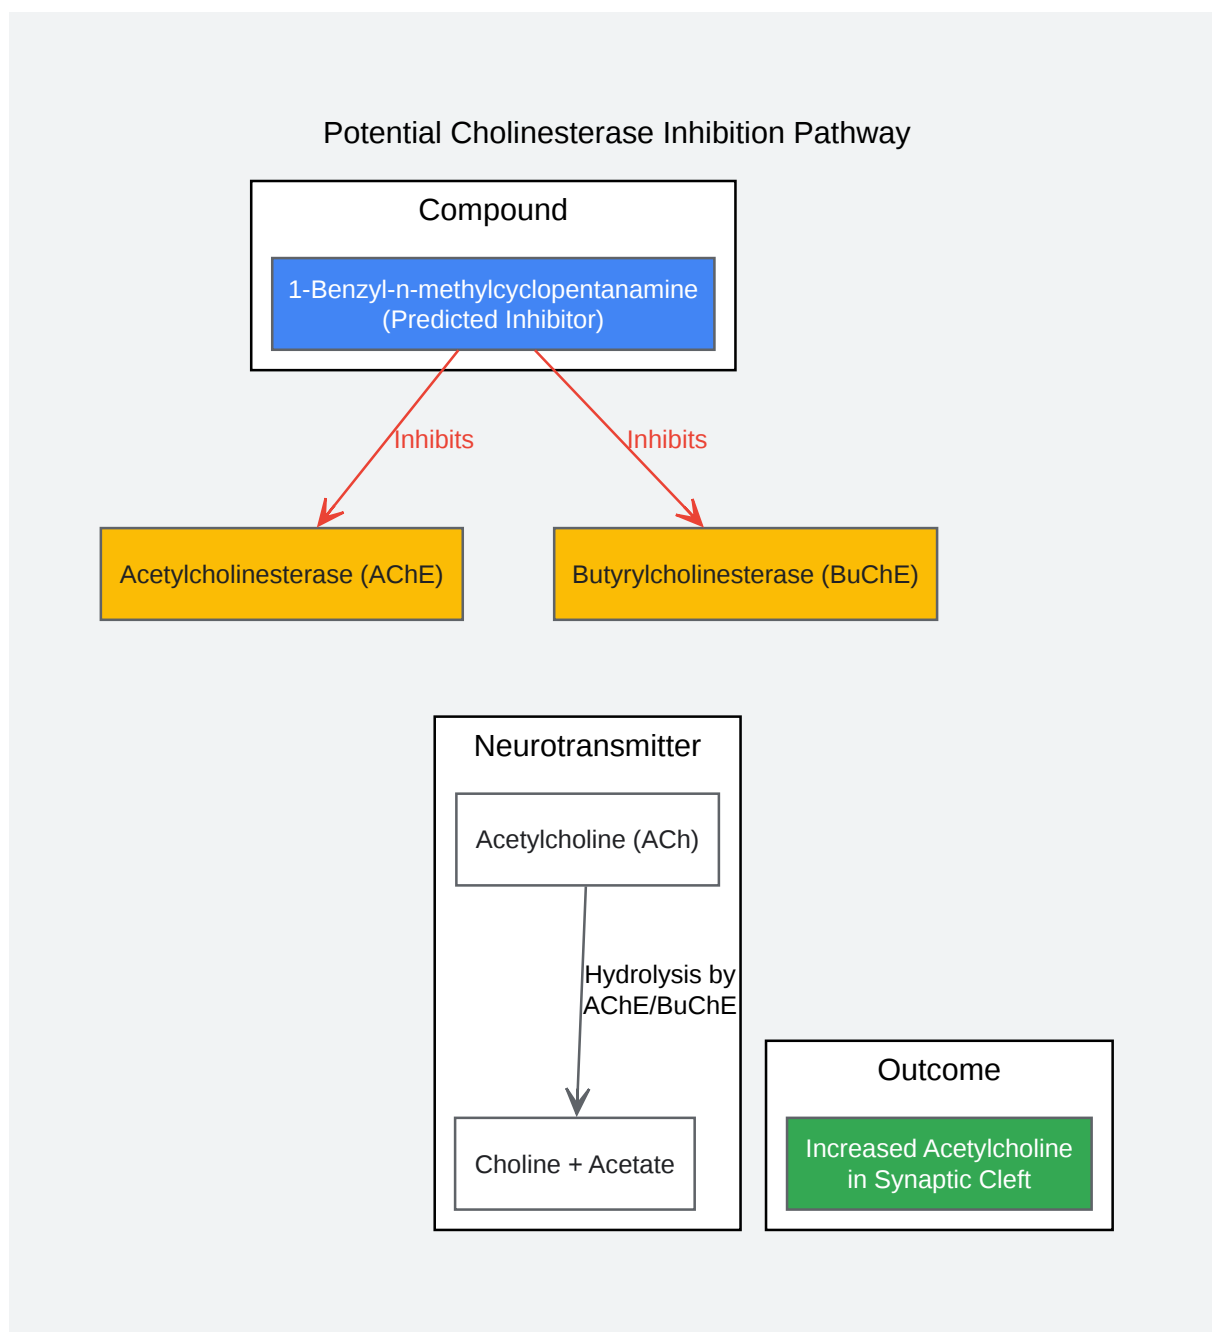 Potential Cholinesterase Inhibition Pathway
Compound
1-Benzyl-n-methylcyclopentanamine
(Predicted Inhibitor)
Inhibits
Inhibits
Acetylcholinesterase (AChE)
Butyrylcholinesterase (BuChE)
Neurotransmitter
Acetylcholine (ACh)
Hydrolysis by
AChE/BuChE
Choline + Acetate
Outcome
Increased Acetylcholine
in Synaptic Cleft